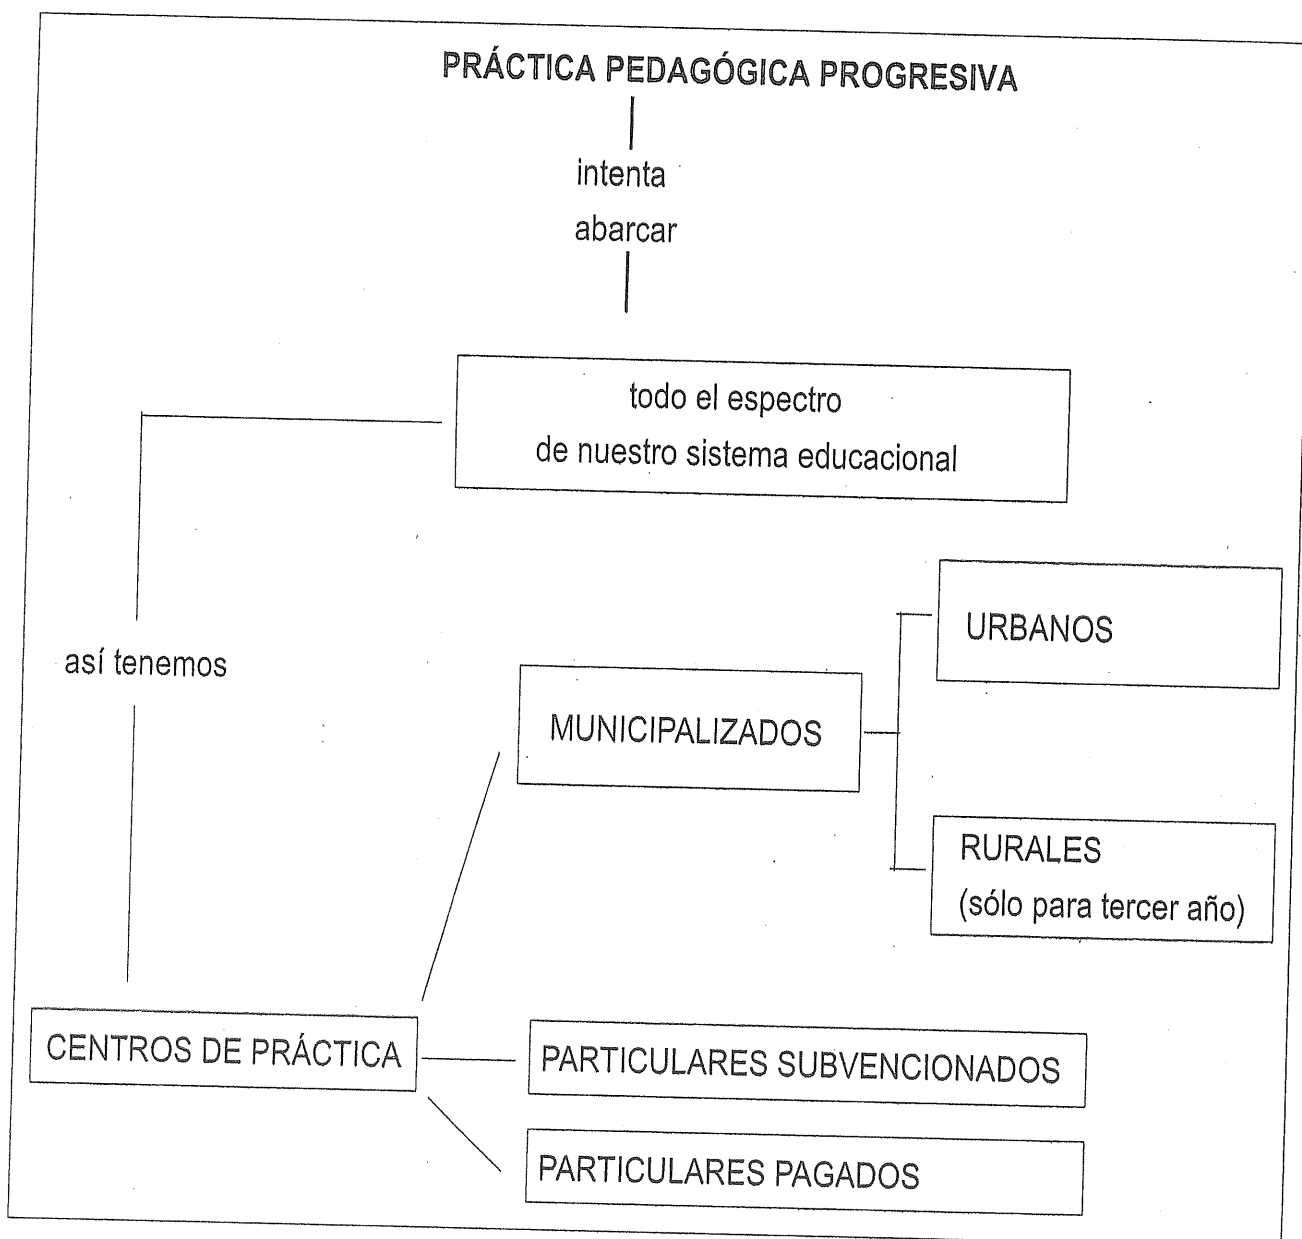 PRÁCTICA PEDAGÓGICA PROGRESIVA
intenta
abarcar
todo el espectro
de nuestro sistema educacional
así tenemos
URBANOS
MUNICIPALIZADOS
RURALES
(sólo para tercer año)
CENTROS DE PRÁCTICA
PARTICULARES SUBVENCIONADOS
PARTICULARES PAGADOS